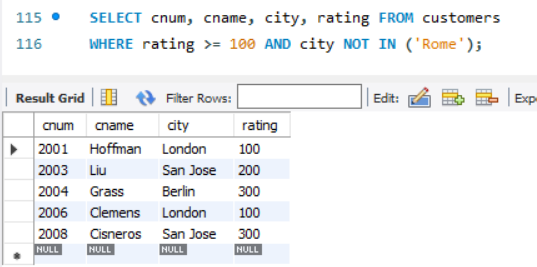 115 SELECT cnum, cname, city, rating FROM customers
116 WHERE rating >= 100 AND city NOT IN ('Rome');
Result Grid Filter Rows: Edit: Expo
cnum cname city rating
2001 Hoffman London 100
2003 Liu San Jose 200
2004 Grass Berlin 300
2006 Clemens London 100
2008 Cisneros San Jose 300
NULL NULL NULL NULL